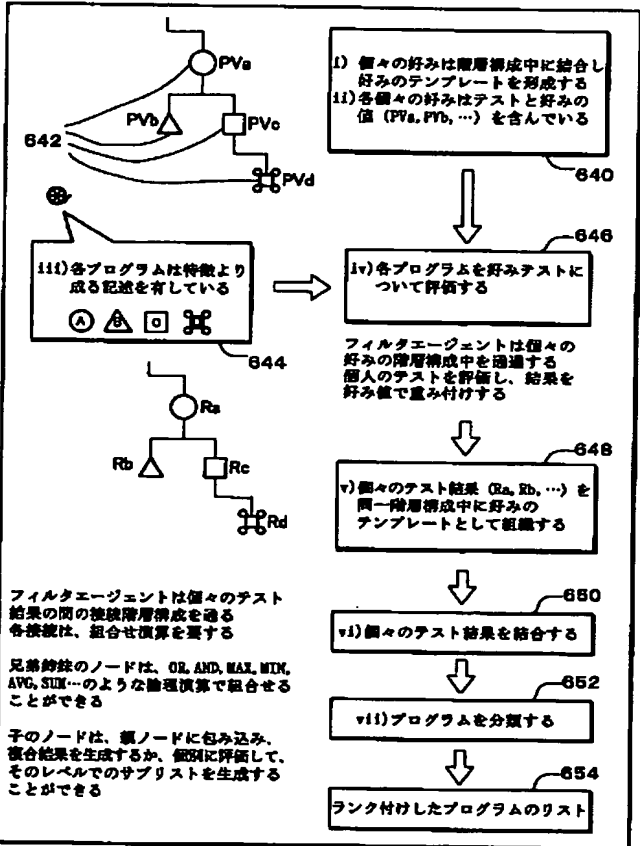 PVa
PVb
PVc
PVd
642
i) 個々の好みは階層構成中に結合し
好みのテンプレートを形成する
ii)各個々の好みはテストと好みの
値 (PVa,PVb,…) を含んでいる
640
iii)各プログラムは特徴より
成る記述を有している
A
B
C
644
646
iv)各プログラムを好みテストに
ついて評価する
フィルタエージェントは個々の
好みの階層構成中を通過する
個人のテストを評価し、結果を
好み値で重み付けする
Ra
Rb
Rc
Rd
648
v)個々のテスト結果 (Ra,Rb,…) を
同一階層構成中に好みの
テンプレートとして組織する
フィルタエージェントは個々のテスト
結果の間の接続階層構成を通る
各接続は、組合せ演算を要する
650
vi)個々のテスト結果を結合する
兄弟姉妹のノードは、OR,AND,MAX,MIN,
AVG,SUM…のような論理演算で組合せる
ことができる
652
vii)プログラムを分類する
子のノードは、親ノードに包み込み、
複合結果を生成するか、個別に評価して、
そのレベルでのサブリストを生成する
ことができる
654
ランク付けしたプログラムのリスト